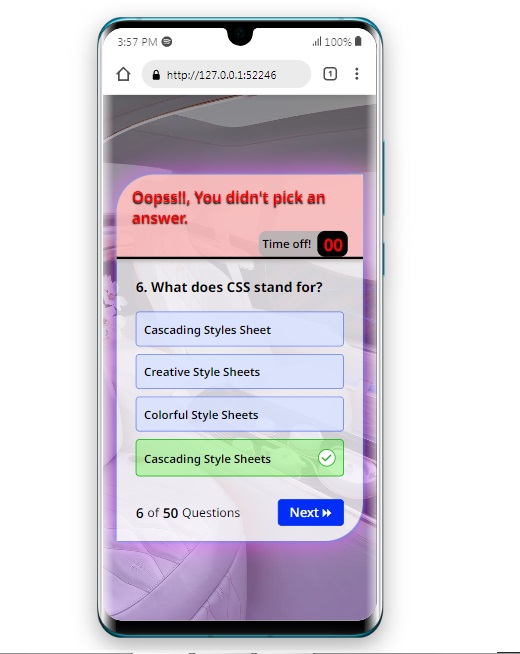 3:57 PM
100%
http://127.0.0.1:52246
1
Oopss!!, You didn't pick an
answer.
Time off! 00
6. What does CSS stand for?
Cascading Styles Sheet
Creative Style Sheets
Colorful Style Sheets
Cascading Style Sheets
6 of 50 Questions
Next